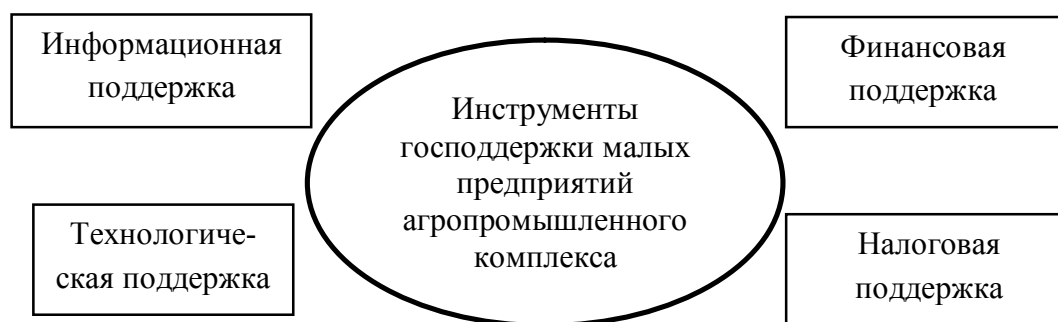 Информационная
поддержка
Финансовая
поддержка
Инструменты
господдержки малых
предприятий
агропромышленного
комплекса
Технологиче-
ская поддержка
Налоговая
поддержка